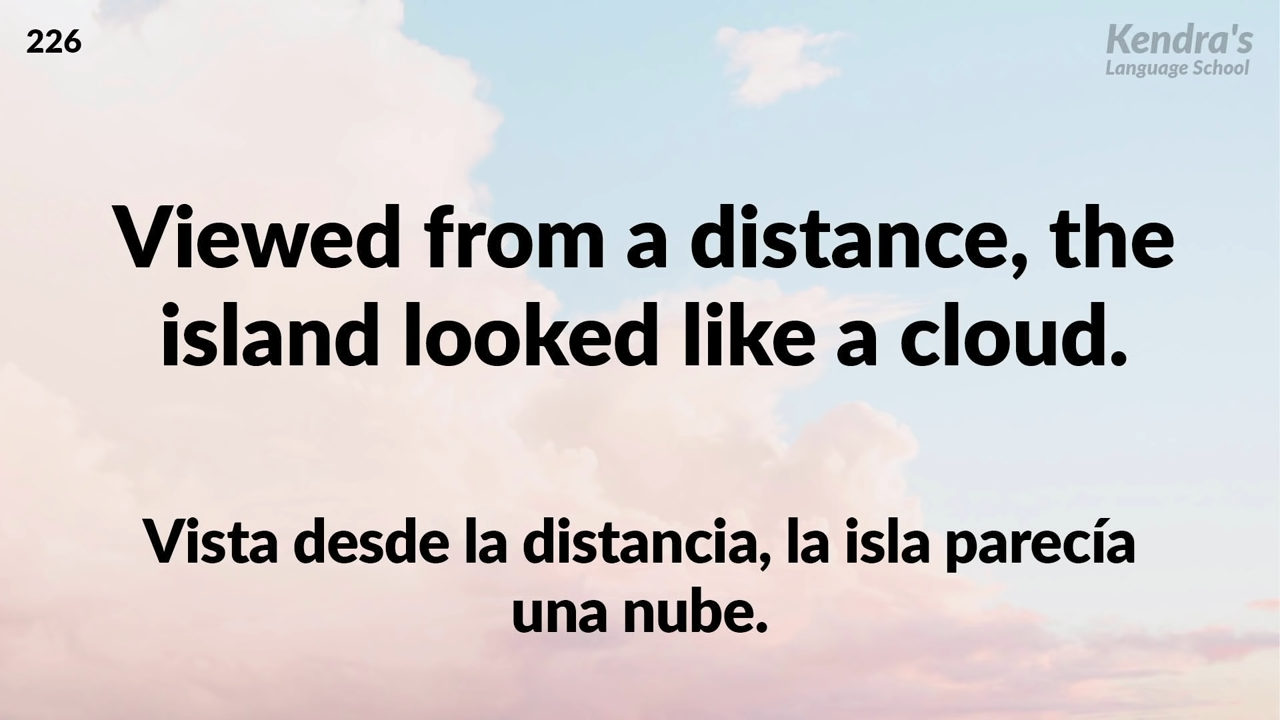 226
Kendra's
Language School
Viewed from a distance, the
island looked like a cloud.
Vista desde la distancia, la isla parecía
una nube.